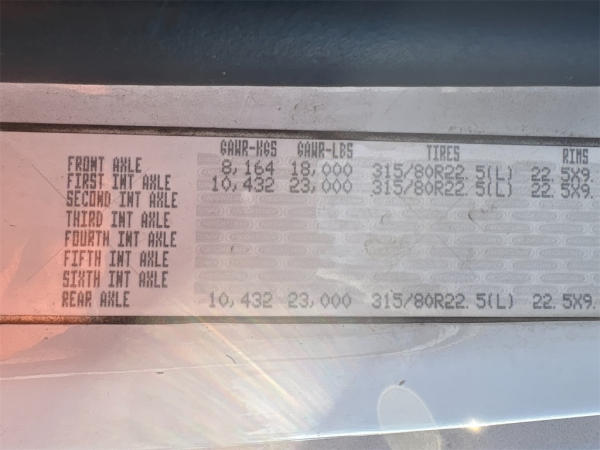 GAWR-KGS GAWR-LBS TIRES RIMS
FRONT AXLE 8,164 18,000 315/80R22.5(L) 22.5X9.
FIRST INT AXLE 10,432 23,000 315/80R22.5(L) 22.5X9.
SECOND INT AXLE
THIRD INT AXLE
FOURTH INT AXLE
FIFTH INT AXLE
SIXTH INT AXLE
REAR AXLE 10,432 23,000 315/80R22.5(L) 22.5X9.